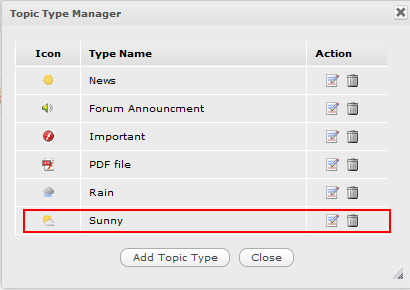 Topic Type Manager
Icon Type Name Action
News
Forum Announcment
Important
PDF file
Rain
Sunny
Add Topic Type Close